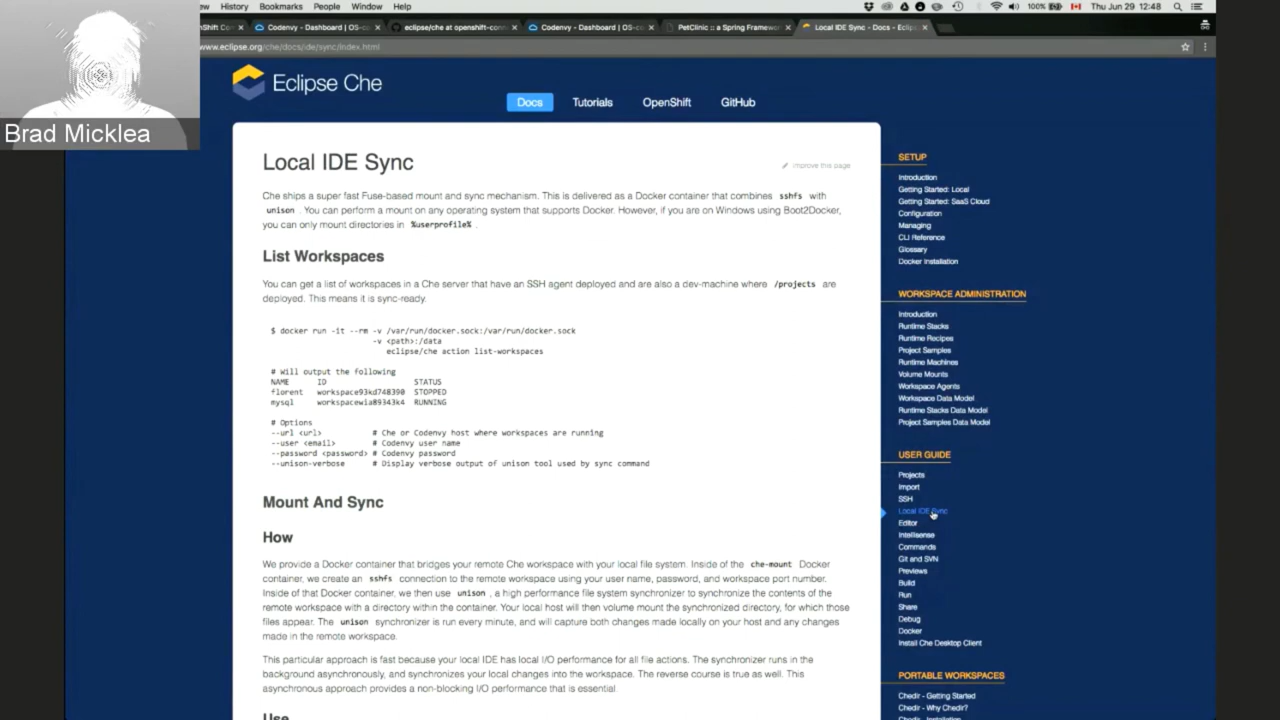 History Bookmarks People Window Help
100%
Thu Jun 29 12:48
Codenvy - Dashboard | OS-c
eclipse/che at openshift-conn
Codenvy - Dashboard | OS-c
PetClinic :: a Spring Framewor
Local IDE Sync - Docs - Eclips
www.eclipse.org/che/docs/ide/sync/index.html
Brad Micklea
Eclipse Che
Docs Tutorials OpenShift GitHub
Local IDE Sync
improve this page
Che ships a super fast Fuse-based mount and sync mechanism. This is delivered as a Docker container that combines sshfs with
unison . You can perform a mount on any operating system that supports Docker. However, if you are on Windows using Boot2Docker,
you can only mount directories in %userprofile% .
List Workspaces
You can get a list of workspaces in a Che server that have an SSH agent deployed and are also a dev-machine where /projects are
deployed. This means it is sync-ready.
$ docker run -it --rm -v /var/run/docker.sock:/var/run/docker.sock
-v <path>:/data
eclipse/che action list-workspaces
# Will output the following
NAME ID STATUS
florent workspace93kd748390 STOPPED
mysql workspacewia89343k4 RUNNING
# Options
--url <url> # Che or Codenvy host where workspaces are running
--user <email> # Codenvy user name
--password <password> # Codenvy password
--unison-verbose # Display verbose output of unison tool used by sync command
Mount And Sync
How
We provide a Docker container that bridges your remote Che workspace with your local file system. Inside of the che-mount Docker
container, we create an sshfs connection to the remote workspace using your user name, password, and workspace port number.
Inside of that Docker container, we then use unison , a high performance file system synchronizer to synchronize the contents of the
remote workspace with a directory within the container. Your local host will then volume mount the synchronized directory, for which those
files appear. The unison synchronizer is run every minute, and will capture both changes made locally on your host and any changes
made in the remote workspace.
This particular approach is fast because your local IDE has local I/O performance for all file actions. The synchronizer runs in the
background asynchronously, and synchronizes your local changes into the workspace. The reverse course is true as well. This
asynchronous approach provides a non-blocking I/O performance that is essential.
Use
SETUP
Introduction
Getting Started: Local
Getting Started: SaaS Cloud
Configuration
Managing
CLI Reference
Glossary
Docker Installation
WORKSPACE ADMINISTRATION
Introduction
Runtime Stacks
Runtime Recipes
Project Samples
Runtime Machines
Volume Mounts
Workspace Agents
Workspace Data Model
Runtime Stacks Data Model
Project Samples Data Model
USER GUIDE
Projects
Import
SSH
Local IDE Sync
Editor
Intellisense
Commands
Git and SVN
Previews
Build
Run
Share
Debug
Docker
Install Che Desktop Client
PORTABLE WORKSPACES
Chedir - Getting Started
Chedir - Why Chedir?
Chedir - Installation